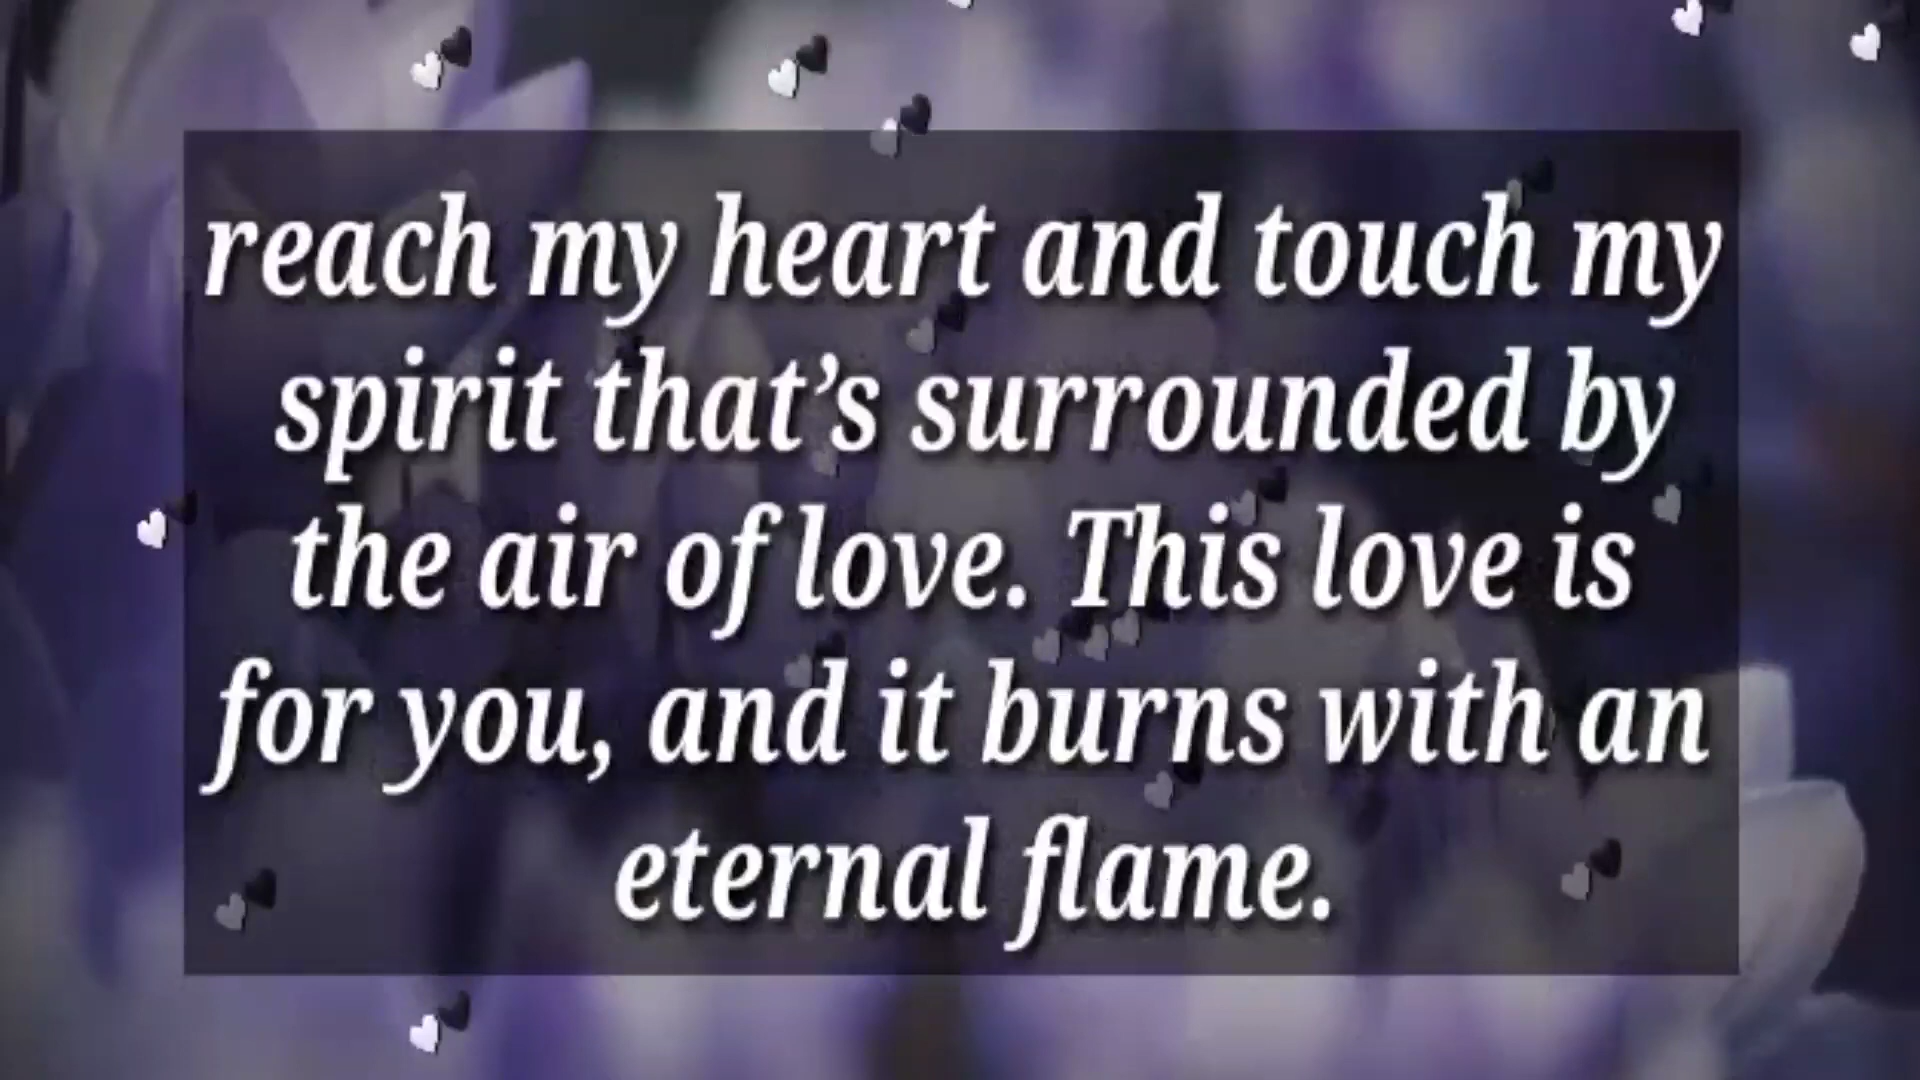 reach my heart and touch my
spirit that’s surrounded by
the air of love. This love is
for you, and it burns with an
eternal flame.